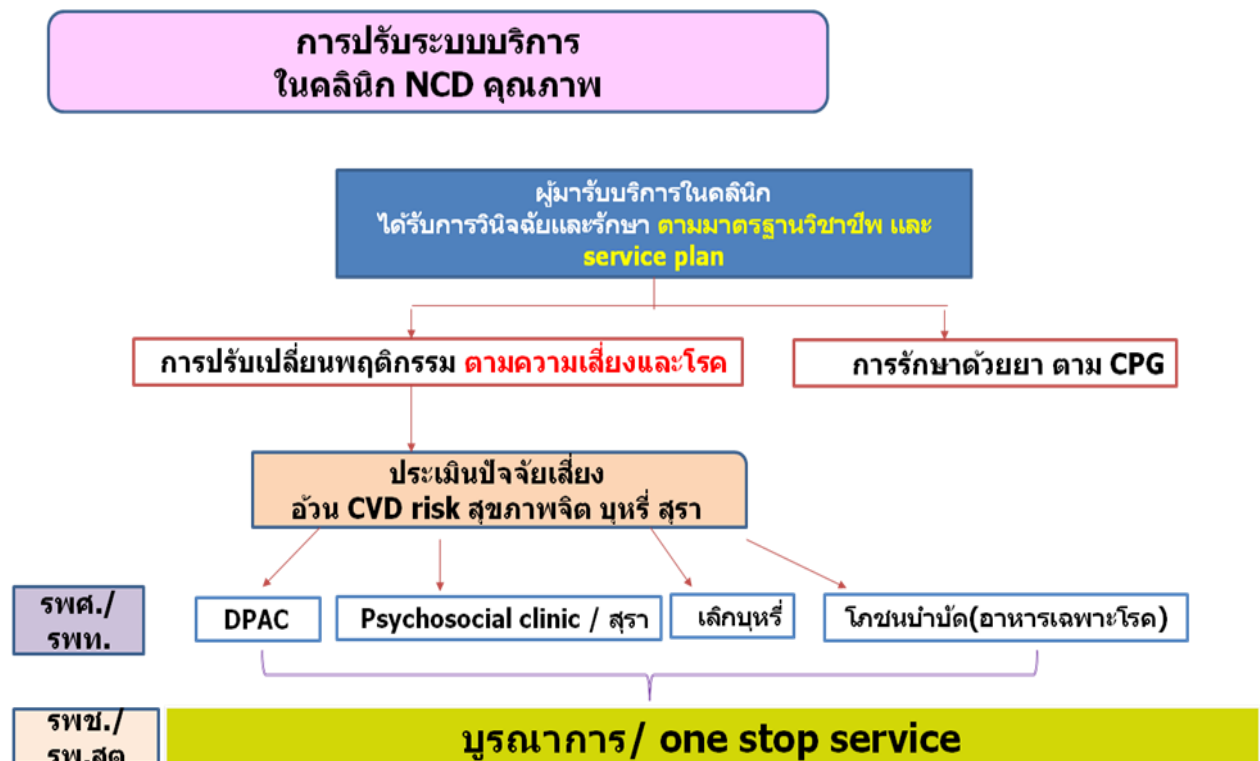 การปรับระบบบริการ
ในคลินิก NCD คุณภาพ
ผู้มารับบริการในคลินิก
ได้รับการวินิจฉัยและรักษา ตามมาตรฐานวิชาชีพ และ
service plan
การปรับเปลี่ยนพฤติกรรม ตามความเสี่ยงและโรค
การรักษาด้วยยา ตาม CPG
ประเมินปัจจัยเสี่ยง
อ้วน CVD risk สุขภาพจิต บุหรี่ สุรา
รพศ./
รพท.
DPAC
Psychosocial clinic / สุรา
เลิกบุหรี่
โภชนบำบัด(อาหารเฉพาะโรค)
รพช./
รพ.สต
บูรณาการ/ one stop service